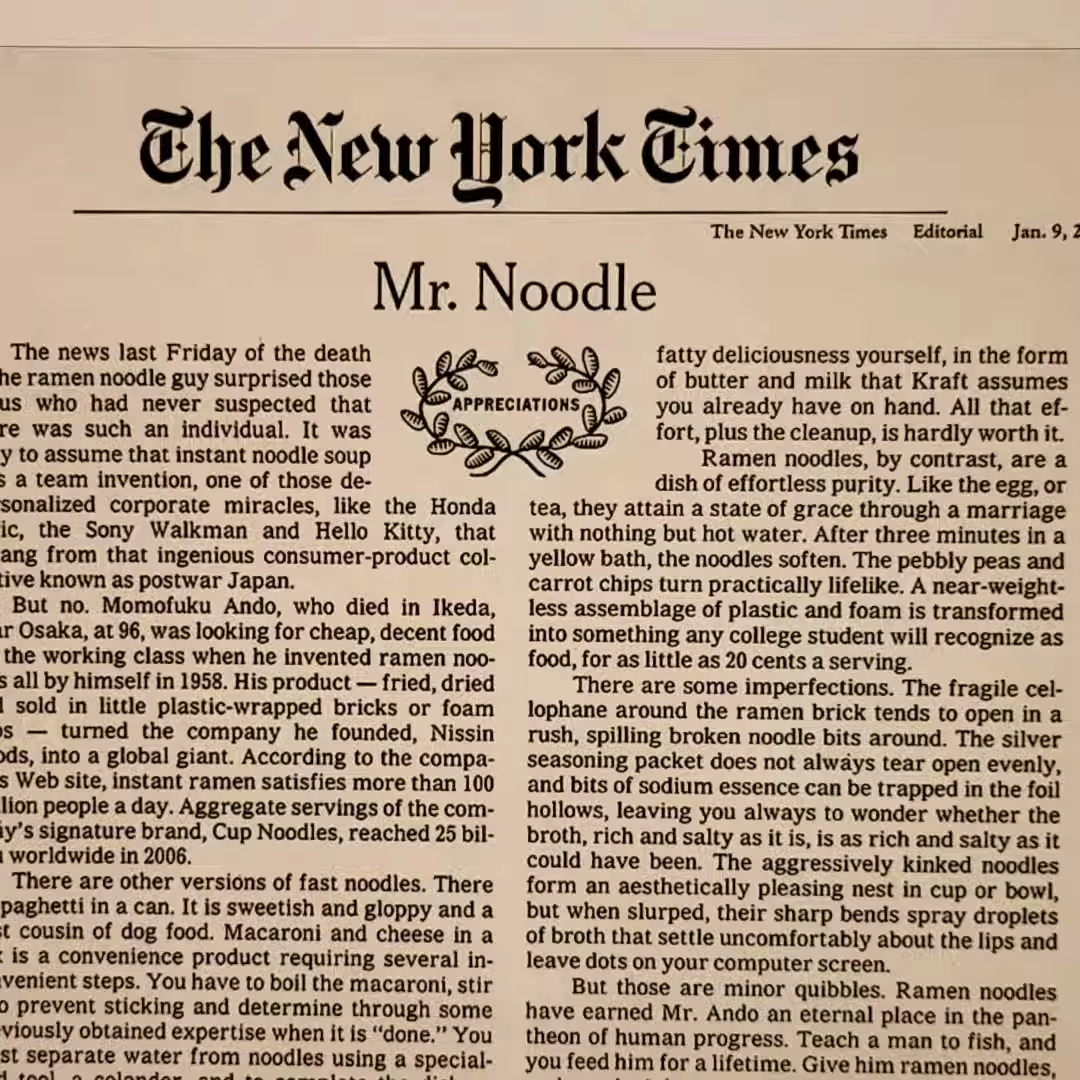 The New York Times
The New York Times Editorial Jan. 9, 2
Mr. Noodle
The news last Friday of the death
he ramen noodle guy surprised those
us who had never suspected that
re was such an individual. It was
y to assume that instant noodle soup
s a team invention, one of those de-
rsonalized corporate miracles, like the Honda
ic, the Sony Walkman and Hello Kitty, that
ang from that ingenious consumer-product col-
tive known as postwar Japan.
But no. Momofuku Ando, who died in Ikeda,
ar Osaka, at 96, was looking for cheap, decent food
the working class when he invented ramen noo-
s all by himself in 1958. His product — fried, dried
d sold in little plastic-wrapped bricks or foam
os — turned the company he founded, Nissin
ods, into a global giant. According to the compa-
s Web site, instant ramen satisfies more than 100
llion people a day. Aggregate servings of the com-
ny's signature brand, Cup Noodles, reached 25 bil-
n worldwide in 2006.
There are other versions of fast noodles. There
paghetti in a can. It is sweetish and gloppy and a
st cousin of dog food. Macaroni and cheese in a
x is a convenience product requiring several in-
nvenient steps. You have to boil the macaroni, stir
o prevent sticking and determine through some
viously obtained expertise when it is “done.” You
st separate water from noodles using a special-
d tool, a colander, and to complete the dish
APPRECIATIONS
fatty deliciousness yourself, in the form
of butter and milk that Kraft assumes
you already have on hand. All that ef-
fort, plus the cleanup, is hardly worth it.
Ramen noodles, by contrast, are a
dish of effortless purity. Like the egg, or
tea, they attain a state of grace through a marriage
with nothing but hot water. After three minutes in a
yellow bath, the noodles soften. The pebbly peas and
carrot chips turn practically lifelike. A near-weight-
less assemblage of plastic and foam is transformed
into something any college student will recognize as
food, for as little as 20 cents a serving.
There are some imperfections. The fragile cel-
lophane around the ramen brick tends to open in a
rush, spilling broken noodle bits around. The silver
seasoning packet does not always tear open evenly,
and bits of sodium essence can be trapped in the foil
hollows, leaving you always to wonder whether the
broth, rich and salty as it is, is as rich and salty as it
could have been. The aggressively kinked noodles
form an aesthetically pleasing nest in cup or bowl,
but when slurped, their sharp bends spray droplets
of broth that settle uncomfortably about the lips and
leave dots on your computer screen.
But those are minor quibbles. Ramen noodles
have earned Mr. Ando an eternal place in the pan-
theon of human progress. Teach a man to fish, and
you feed him for a lifetime. Give him ramen noodles,